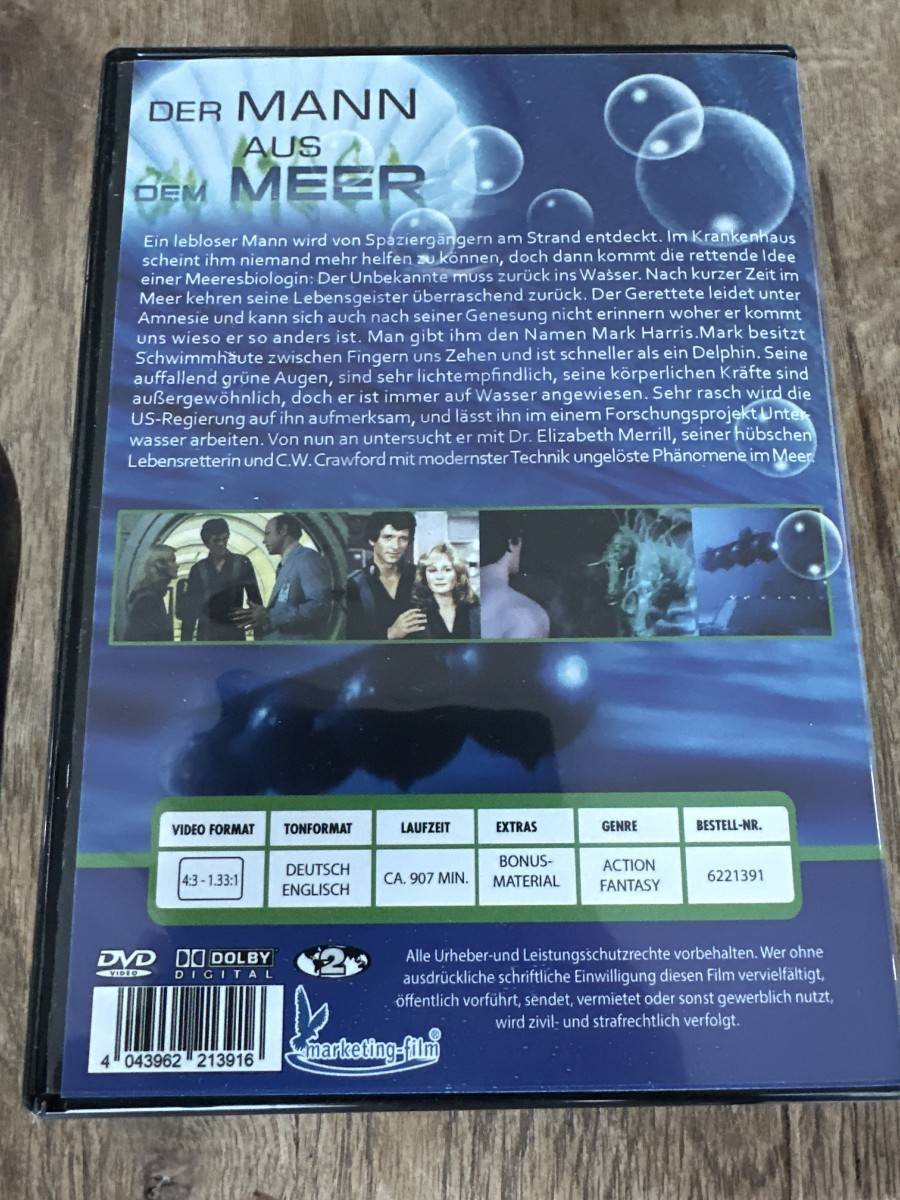 DER MANN
AUS
DEM MEER
Ein lebloser Mann wird von Spaziergängern am Strand entdeckt. Im Krankenhaus
scheint ihm niemand mehr helfen zu können, doch dann kommt die rettende Idee
einer Meeresbiologin: Der Unbekannte muss zurück ins Wasser. Nach kurzer Zeit im
Meer kehren seine Lebensgeister überraschend zurück. Der Gerettete leidet unter
Amnesie und kann sich auch nach seiner Genesung nicht erinnern woher er kommt
uns wieso er so anders ist. Man gibt ihm den Namen Mark Harris.Mark besitzt
Schwimmhäute zwischen Fingern uns Zehen und ist schneller als ein Delphin. Seine
auffallend grüne Augen, sind sehr lichtempfindlich, seine körperlichen Kräfte sind
außergewöhnlich, doch er ist immer auf Wasser angewiesen. Sehr rasch wird die
US-Regierung auf ihn aufmerksam, und lässt ihn im einem Forschungsprojekt Unter-
wasser arbeiten. Von nun an untersucht er mit Dr. Elizabeth Merrill, seiner hübschen
Lebensretterin und C.W. Crawford mit modernster Technik ungelöste Phänomene im Meer.
VIDEO FORMAT TONFORMAT LAUFZEIT EXTRAS GENRE BESTELL-NR.
4:3 - 1.33:1 DEUTSCH ENGLISCH CA. 907 MIN. BONUS-MATERIAL ACTION FANTASY 6221391
DVD VIDEO DOLBY DIGITAL 2
Alle Urheber-und Leistungsschutzrechte vorbehalten. Wer ohne
ausdrückliche schriftliche Einwilligung diesen Film vervielfältigt,
öffentlich vorführt, sendet, vermietet oder sonst gewerblich nutzt,
wird zivil- und strafrechtlich verfolgt.
4 043962 213916
marketing-film®